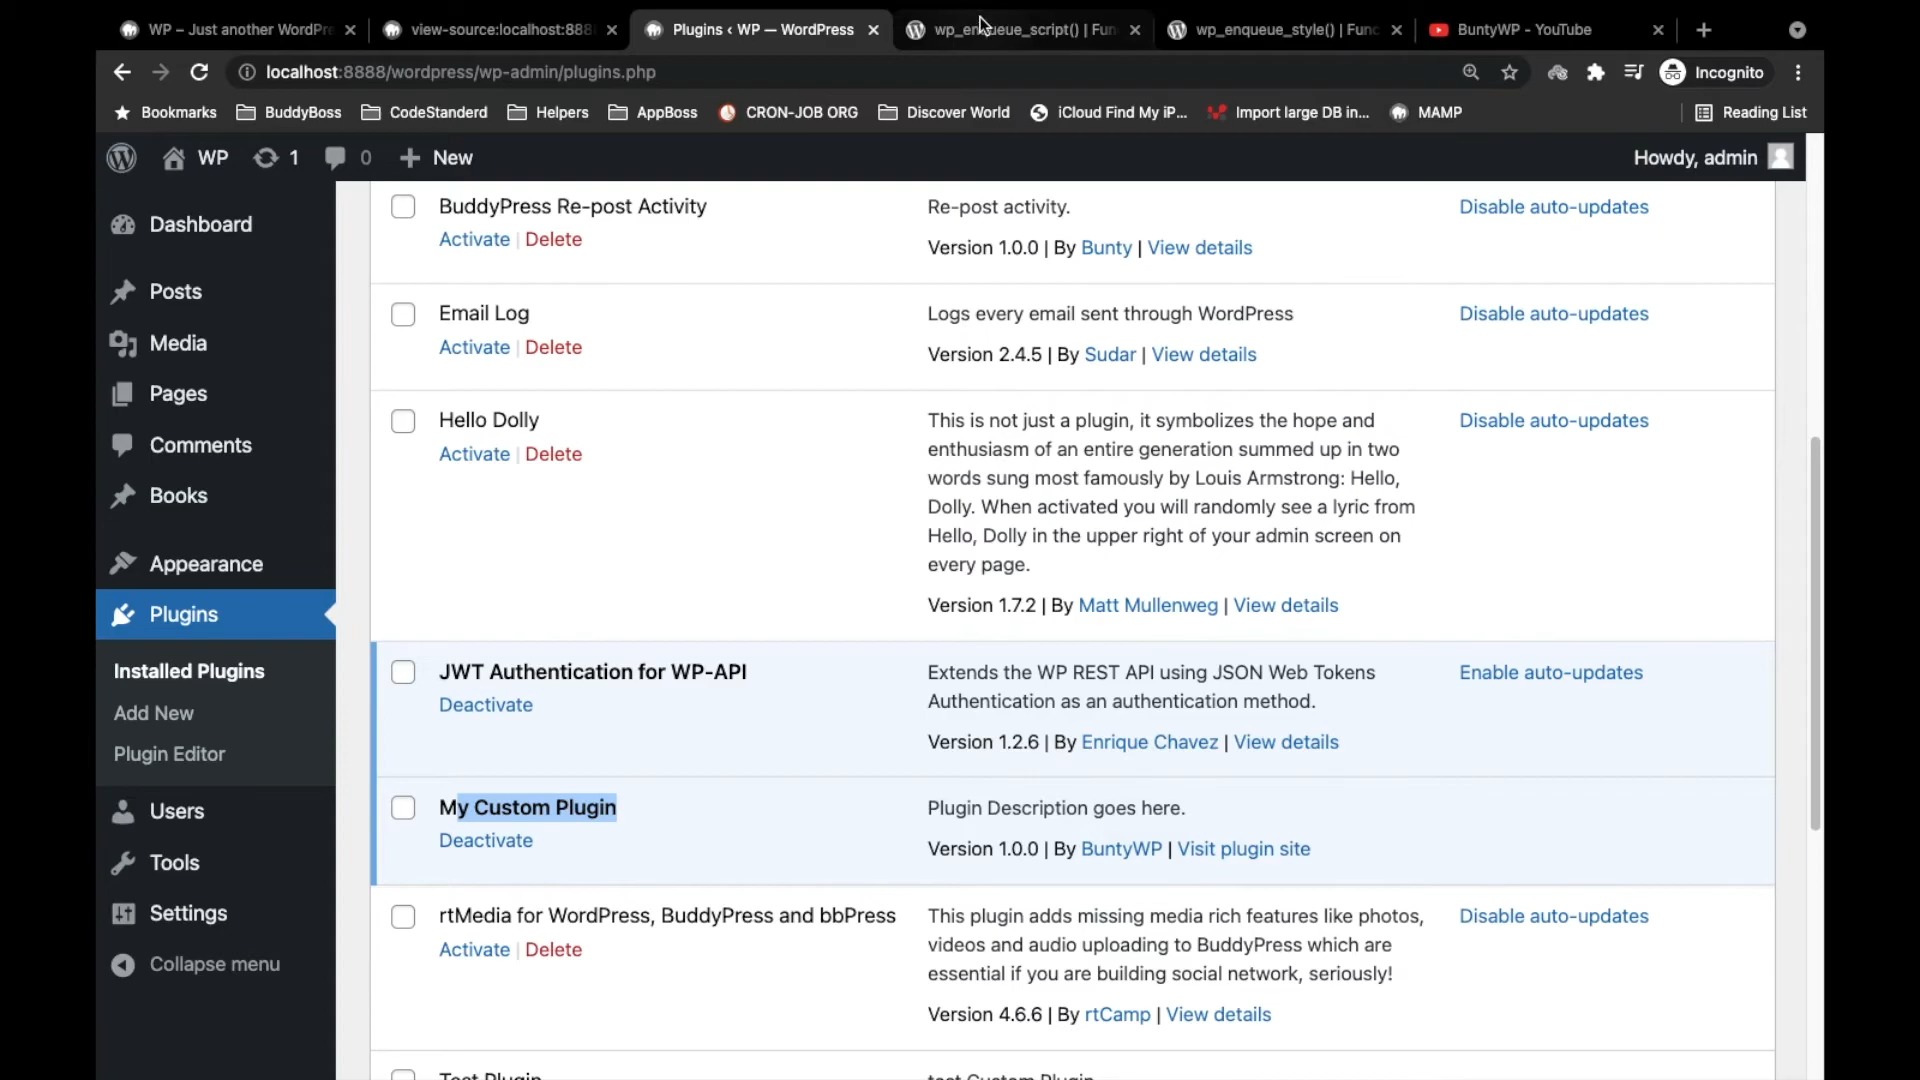 WP – Just another WordPre
view-source:localhost:888
Plugins ‹ WP — WordPress
wp_enqueue_script() | Fun
wp_enqueue_style() | Func
BuntyWP - YouTube
localhost:8888/wordpress/wp-admin/plugins.php
Incognito
Bookmarks
BuddyBoss
CodeStanderd
Helpers
AppBoss
CRON-JOB ORG
Discover World
iCloud Find My iP...
Import large DB in...
MAMP
Reading List
WP
1
0
New
Howdy, admin
Dashboard
Posts
Media
Pages
Comments
Books
Appearance
Plugins
Installed Plugins
Add New
Plugin Editor
Users
Tools
Settings
Collapse menu
BuddyPress Re-post Activity
Activate | Delete
Re-post activity.
Version 1.0.0 | By Bunty | View details
Disable auto-updates
Email Log
Activate | Delete
Logs every email sent through WordPress
Version 2.4.5 | By Sudar | View details
Disable auto-updates
Hello Dolly
Activate | Delete
This is not just a plugin, it symbolizes the hope and
enthusiasm of an entire generation summed up in two
words sung most famously by Louis Armstrong: Hello,
Dolly. When activated you will randomly see a lyric from
Hello, Dolly in the upper right of your admin screen on
every page.
Version 1.7.2 | By Matt Mullenweg | View details
Disable auto-updates
JWT Authentication for WP-API
Deactivate
Extends the WP REST API using JSON Web Tokens
Authentication as an authentication method.
Version 1.2.6 | By Enrique Chavez | View details
Enable auto-updates
My Custom Plugin
Deactivate
Plugin Description goes here.
Version 1.0.0 | By BuntyWP | Visit plugin site
rtMedia for WordPress, BuddyPress and bbPress
Activate | Delete
This plugin adds missing media rich features like photos,
videos and audio uploading to BuddyPress which are
essential if you are building social network, seriously!
Version 4.6.6 | By rtCamp | View details
Disable auto-updates
Test Plugin
test Custom Plugin